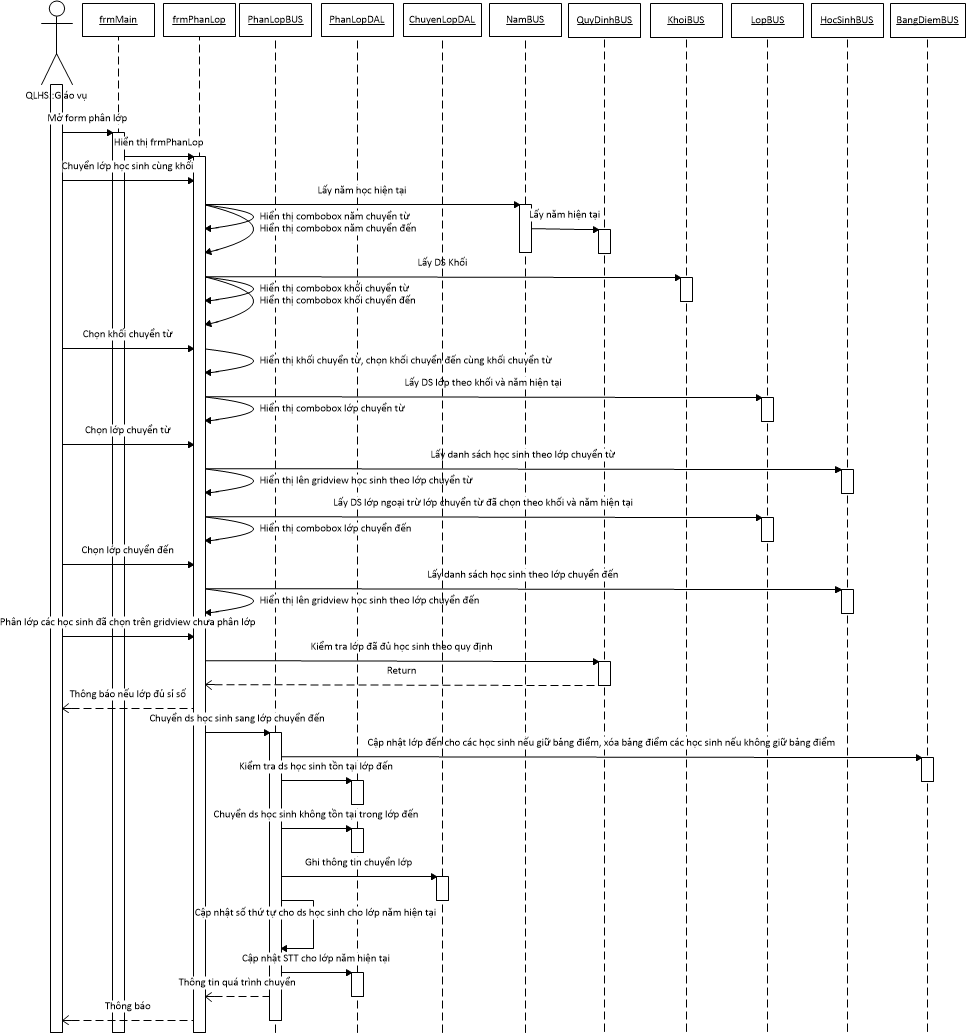 frmMain
frmPhanLop
PhanLopBUS
PhanLopDAL
ChuyenLopDAL
NamBUS
QuyDinhBUS
KhoiBUS
LopBUS
HocSinhBUS
BangDiemBUS
QLHS::Giáo vụ
Mở form phân lớp
Hiển thị frmPhanLop
Chuyển lớp học sinh cùng khối
Lấy năm học hiện tại
Hiển thị combobox năm chuyển từ
Lấy năm hiện tại
Hiển thị combobox năm chuyển đến
Lấy DS Khối
Hiển thị combobox khối chuyển từ
Hiển thị combobox khối chuyển đến
Chọn khối chuyển từ
Hiển thị khối chuyển từ, chọn khối chuyển đến cùng khối chuyển từ
Lấy DS lớp theo khối và năm hiện tại
Hiển thị combobox lớp chuyển từ
Chọn lớp chuyển từ
Lấy danh sách học sinh theo lớp chuyển từ
Hiển lên gridview học sinh theo lớp chuyển từ
Lấy DS lớp ngoại trừ lớp chuyển từ đã chọn theo khối và năm hiện tại
Hiển thị combobox lớp chuyển đến
Chọn lớp chuyển đến
Lấy danh sách học sinh theo lớp chuyển đến
Hiển thị lên gridview học sinh theo lớp chuyển đến
Phân lớp các học sinh đã chọn trên gridview chưa phân lớp
Kiểm tra lớp đã đủ học sinh theo quy định
Return
Thông báo nếu lớp đủ sỉ số
Chuyển ds học sinh sang lớp chuyển đến
Cập nhật lớp đến cho các học sinh nếu giữ bảng điểm, xóa bảng điểm các học sinh nếu không giữ bảng điểm
Kiểm tra ds học sinh tồn tại lớp đến
Chuyển ds học sinh không tồn tại trong lớp đến
Ghi thông tin chuyển lớp
Cập nhật số thứ tự cho ds học sinh cho lớp năm hiện tại
Cập nhật STT cho lớp năm hiện tại
Thông tin quá trình chuyển
Thông báo